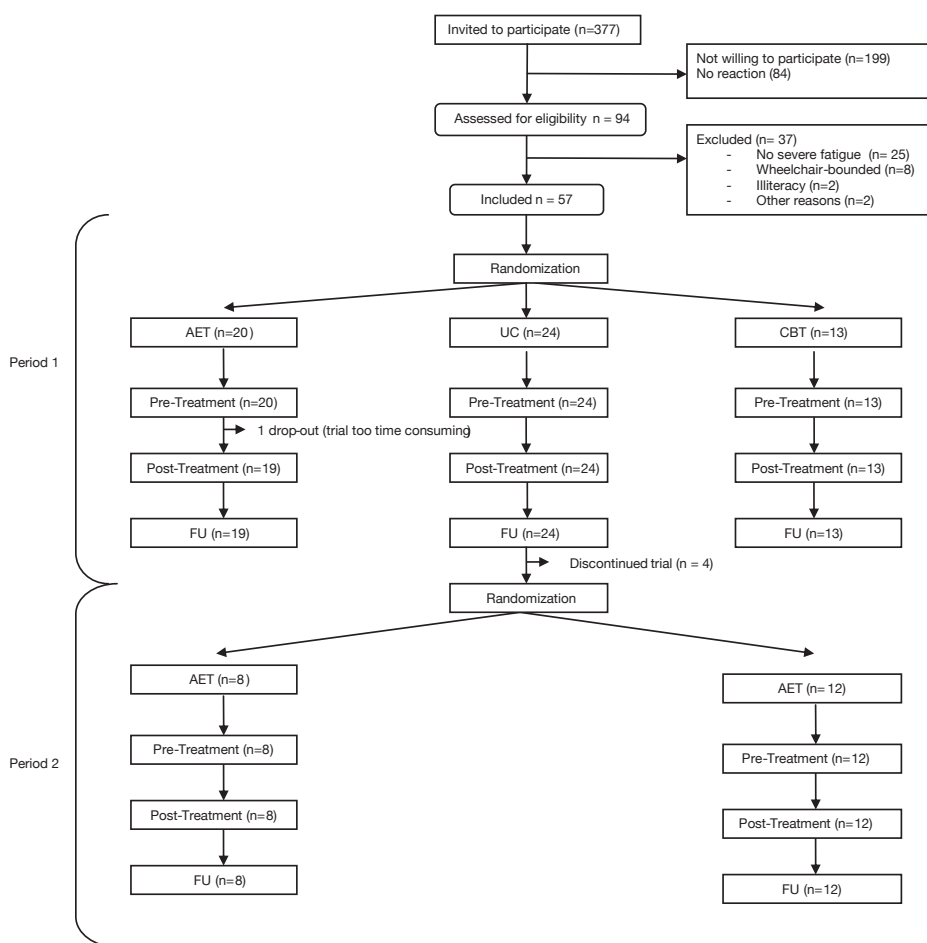 Invited to participate (n=377)
Not willing to participate (n=199)
No reaction (84)
Assessed for eligibility n = 94
Excluded (n= 37)
- No severe fatigue (n= 25)
- Wheelchair-bounded (n=8)
- Illiteracy (n=2)
- Other reasons (n=2)
Included n = 57
Randomization
Period 1
AET (n=20)
UC (n=24)
CBT (n=13)
Pre-Treatment (n=20)
Pre-Treatment (n=24)
Pre-Treatment (n=13)
1 drop-out (trial too time consuming)
Post-Treatment (n=19)
Post-Treatment (n=24)
Post-Treatment (n=13)
FU (n=19)
FU (n=24)
FU (n=13)
Discontinued trial (n = 4)
Randomization
Period 2
AET (n=8)
AET (n= 12)
Pre-Treatment (n=8)
Pre-Treatment (n=12)
Post-Treatment (n=8)
Post-Treatment (n=12)
FU (n=8)
FU (n=12)